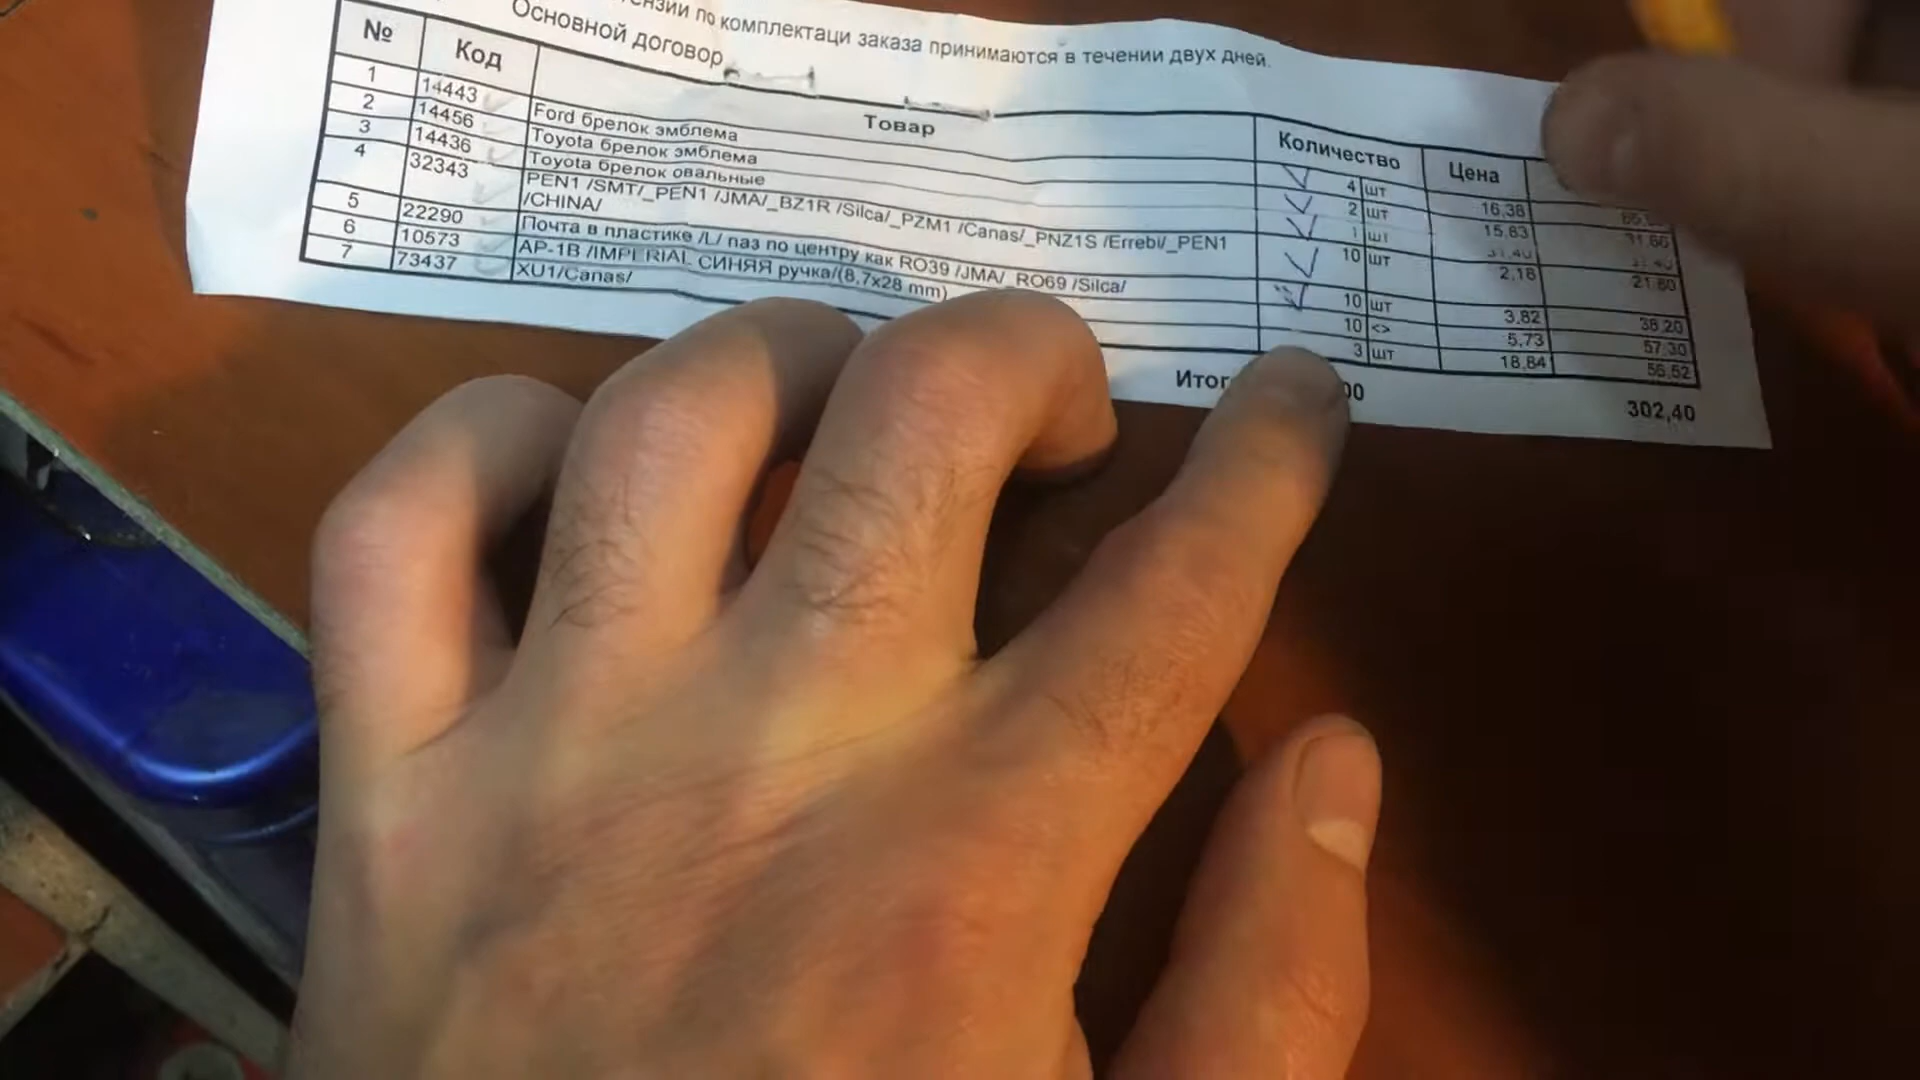 по комплектаци заказа принимаются в течении двух дней.
Основной договор
№ Код Товар Количество Цена
1 14443 Ford брелок эмблема 4 шт 16,38
2 14456 Toyota брелок эмблема 2 шт 15,83 31,66
3 14436 Toyota брелок овальные 1 шт 31,40 31,40
4 32343 PEN1 /SMT/_PEN1 /JMA/_BZ1R /Silca/_PZM1 /Canas/_PNZ1S /Errebi/_PEN1 10 шт 2,18 21,80
/CHINA/
5 22290 Почта в пластике /L/ паз по центру как RO39 /JMA/_RO69 /Silca/ 10 шт 3,82 38,20
6 10573 AP-1B /IMPERIAL СИНЯЯ ручка/(8,7x28 mm) 10 <> 5,73 57,30
7 73437 XU1/Canas/ 3 шт 18,84 56,52
302,40